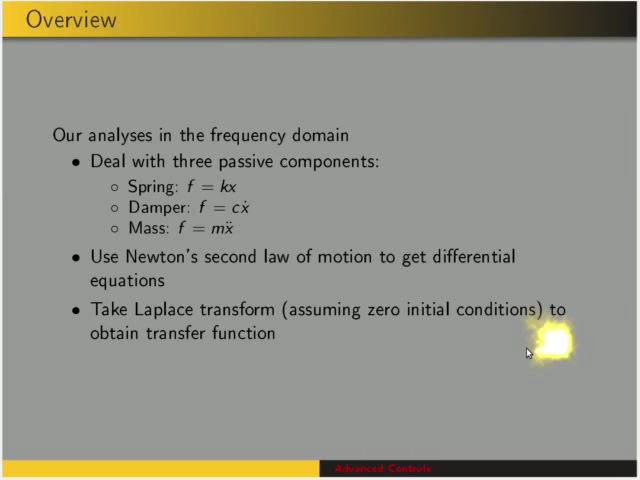 Overview
Our analyses in the frequency domain
• Deal with three passive components:
◦ Spring: f = kx
◦ Damper: f = cẋ
◦ Mass: f = mẍ
• Use Newton's second law of motion to get differential
equations
• Take Laplace transform (assuming zero initial conditions) to
obtain transfer function
Advanced Controls